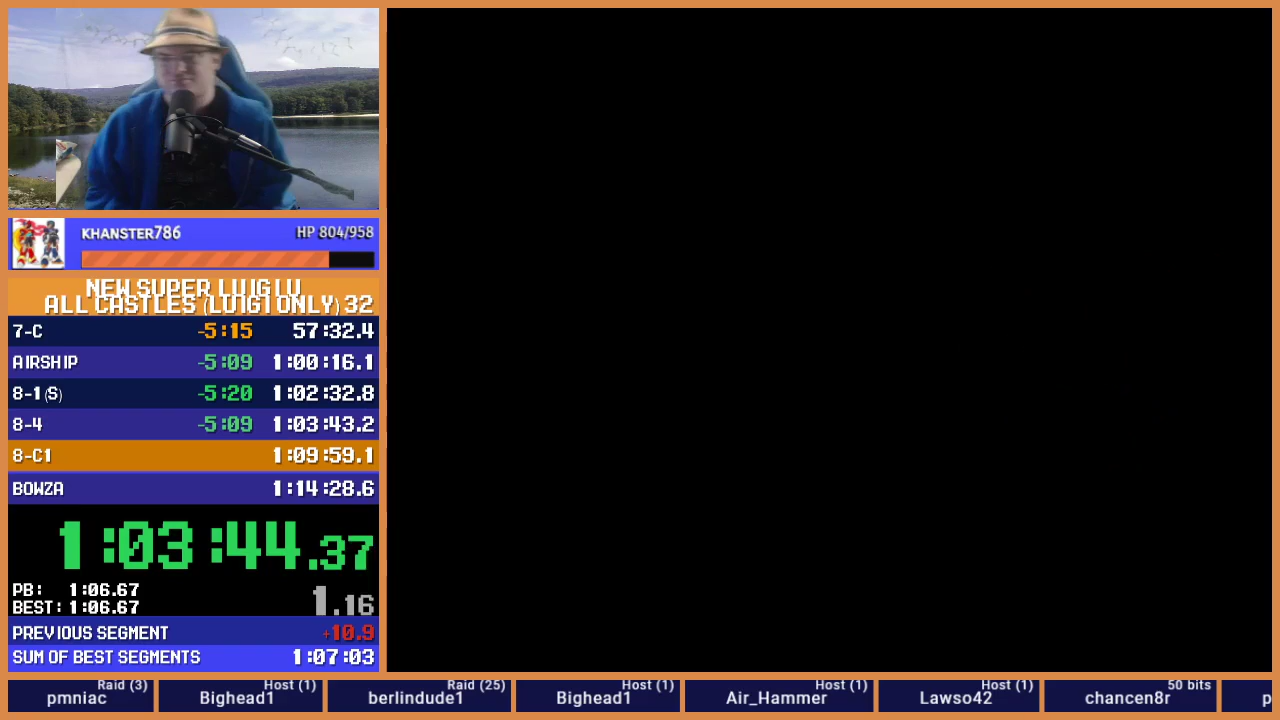 KHANSTER786 HP 804/958
NEW SUPER LUIGI U
ALL CASTLES (LUIGI ONLY) 32
7-C -5:15 57:32.4
AIRSHIP -5:09 1:00:16.1
8-1 (S) -5:20 1:02:32.8
8-4 -5:09 1:03:43.2
8-C1 1:09:59.1
BOWZA 1:14:28.6
1:03:44.37
PB: 1:06.67
BEST: 1:06.67
1.16
PREVIOUS SEGMENT +10.9
SUM OF BEST SEGMENTS 1:07:03
Raid (3)
pmniac
Host (1)
Bighead1
Raid (25)
berlindude1
Host (1)
Bighead1
Host (1)
Air_Hammer
Host (1)
Lawso42
50 bits
chancen8r
p